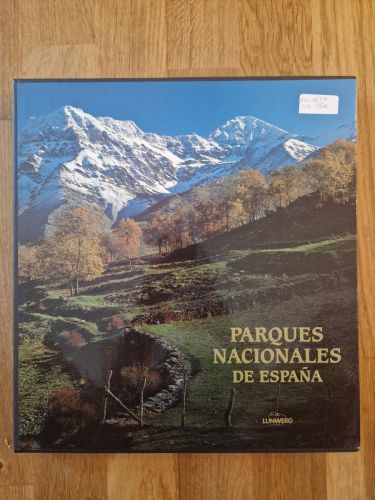 PARQUES
NACIONALES
DE ESPAÑA
LUNWERG